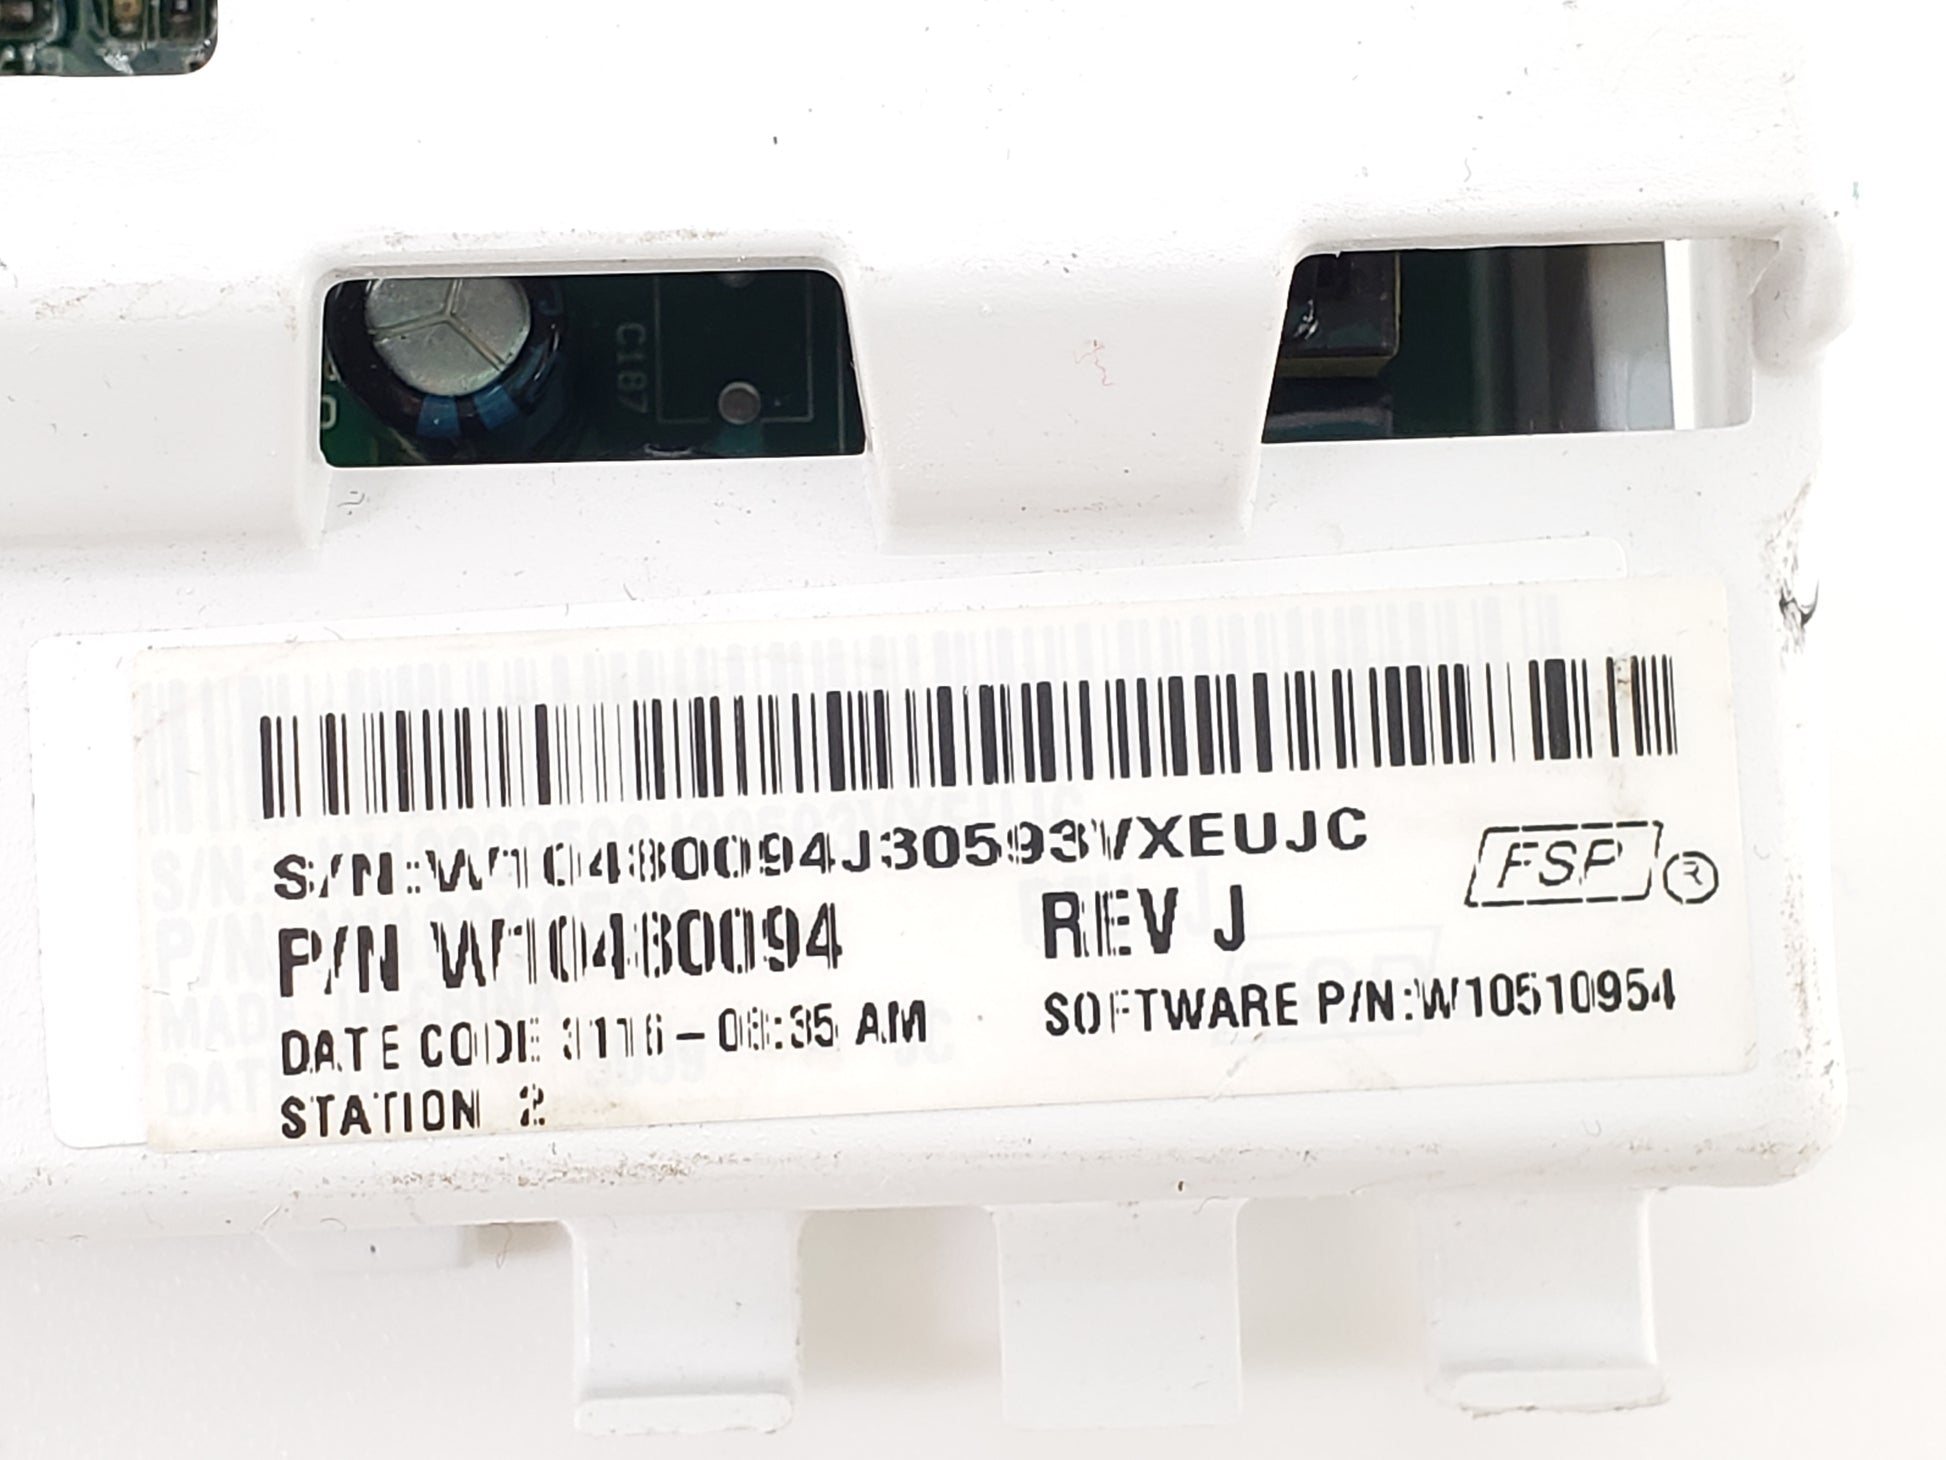 C187
S/N:W10480094J30593VXEUJC
FSP ®
P/N W10480094 REV J
DATE CODE 3116-08:35 AM SOFTWARE P/N:W10510954
STATION 2